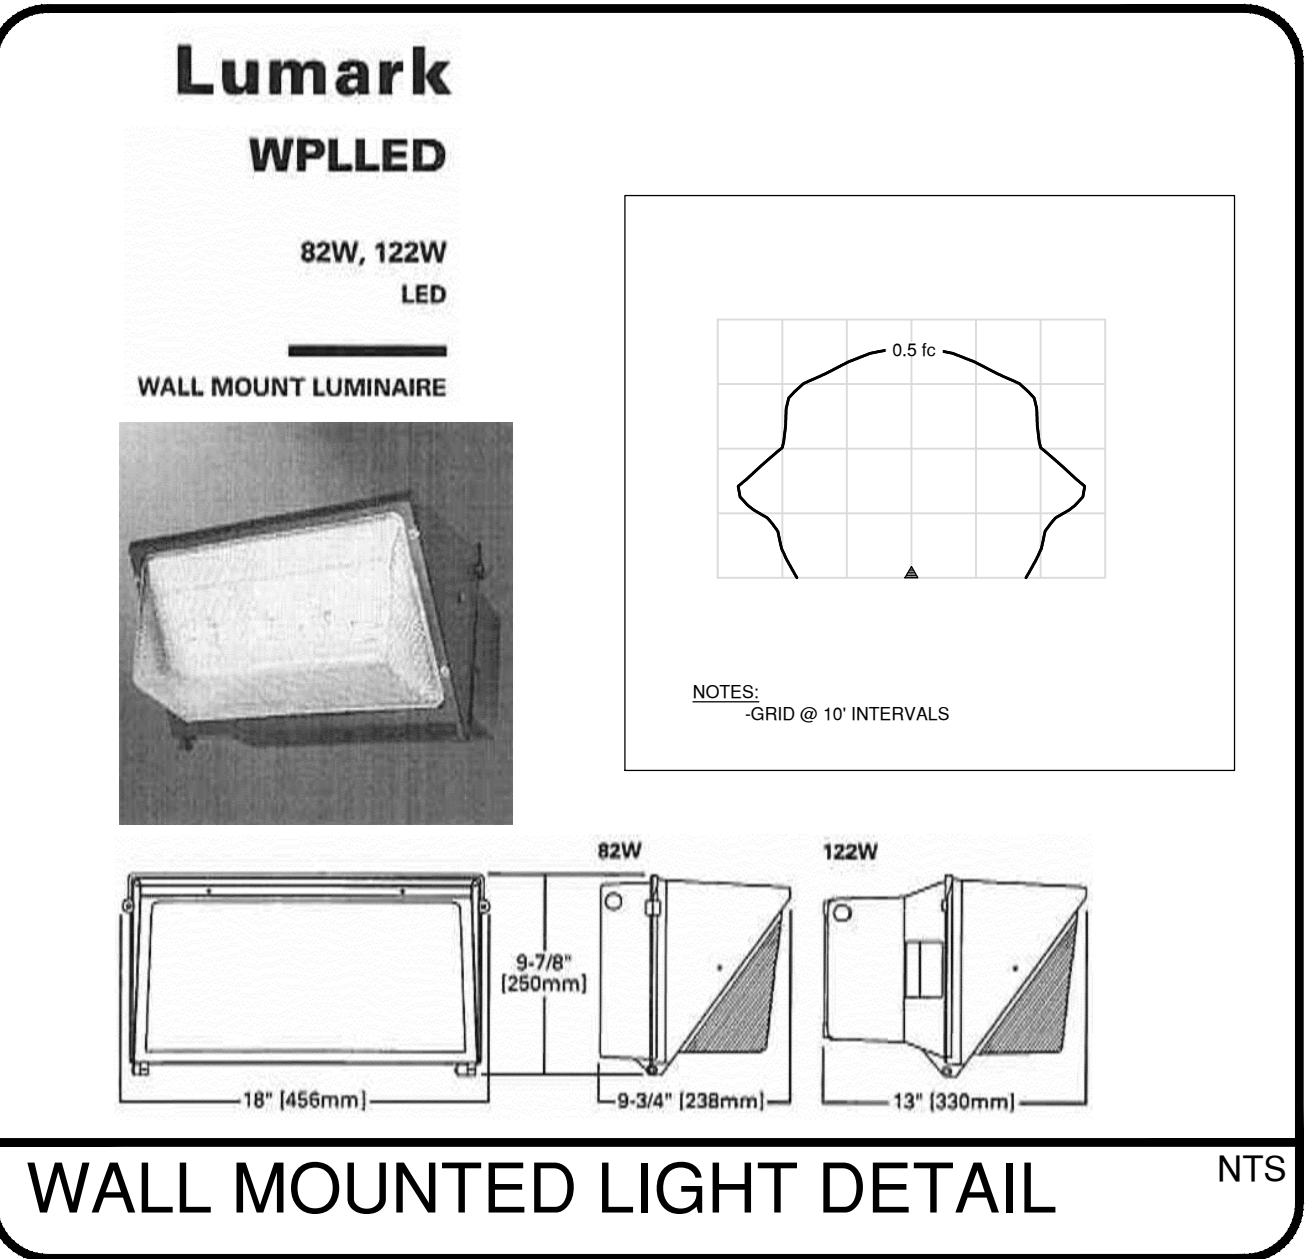 Lumark
WPLLED
82W, 122W
LED
WALL MOUNT LUMINAIRE
0.5 fc
NOTES:
-GRID @ 10' INTERVALS
82W
122W
9-7/8"
[250mm]
18" [456mm]
9-3/4" [238mm]
13" [330mm]
WALL MOUNTED LIGHT DETAIL
NTS